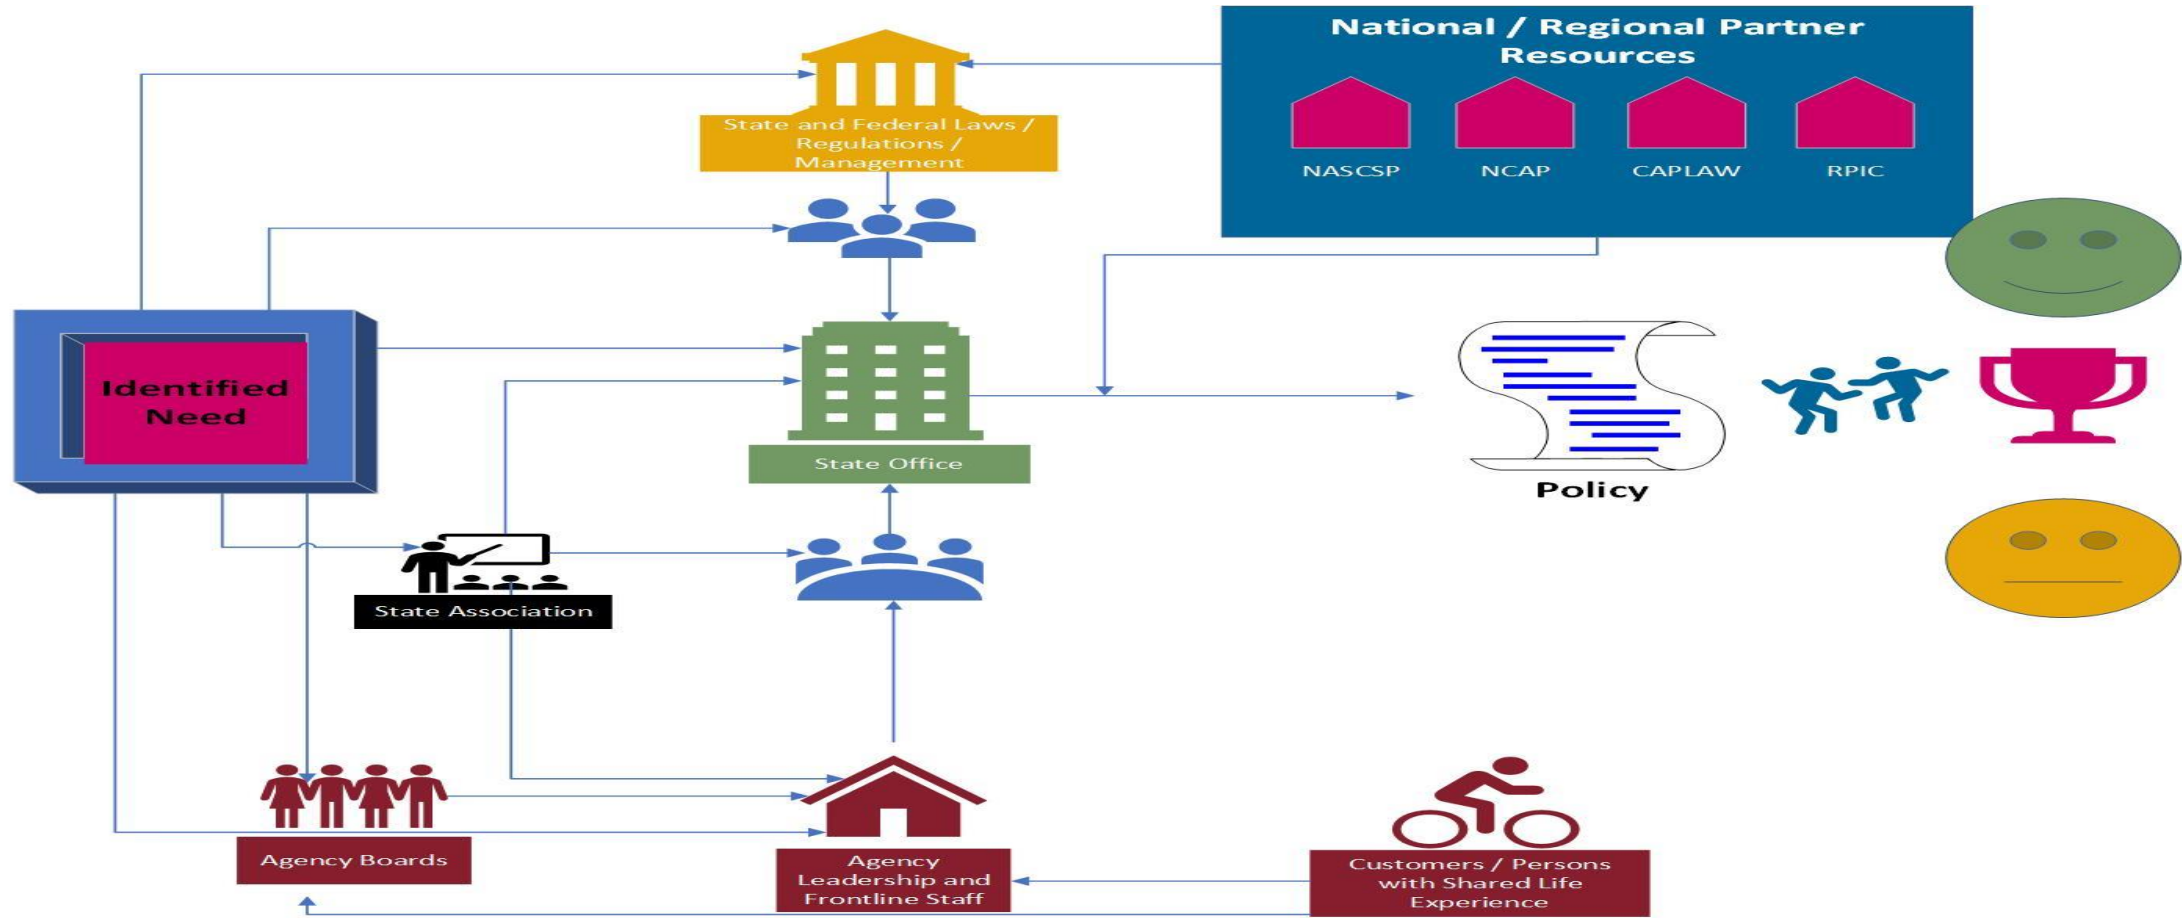 National / Regional Partner
Resources
NASCSP
NCAP
CAPLAW
RPIC
State and Federal Laws /
Regulations /
Management
Identified
Need
State Office
Policy
State Association
Agency Boards
Agency
Leadership and
Frontline Staff
Customers / Persons
with Shared Life
Experience